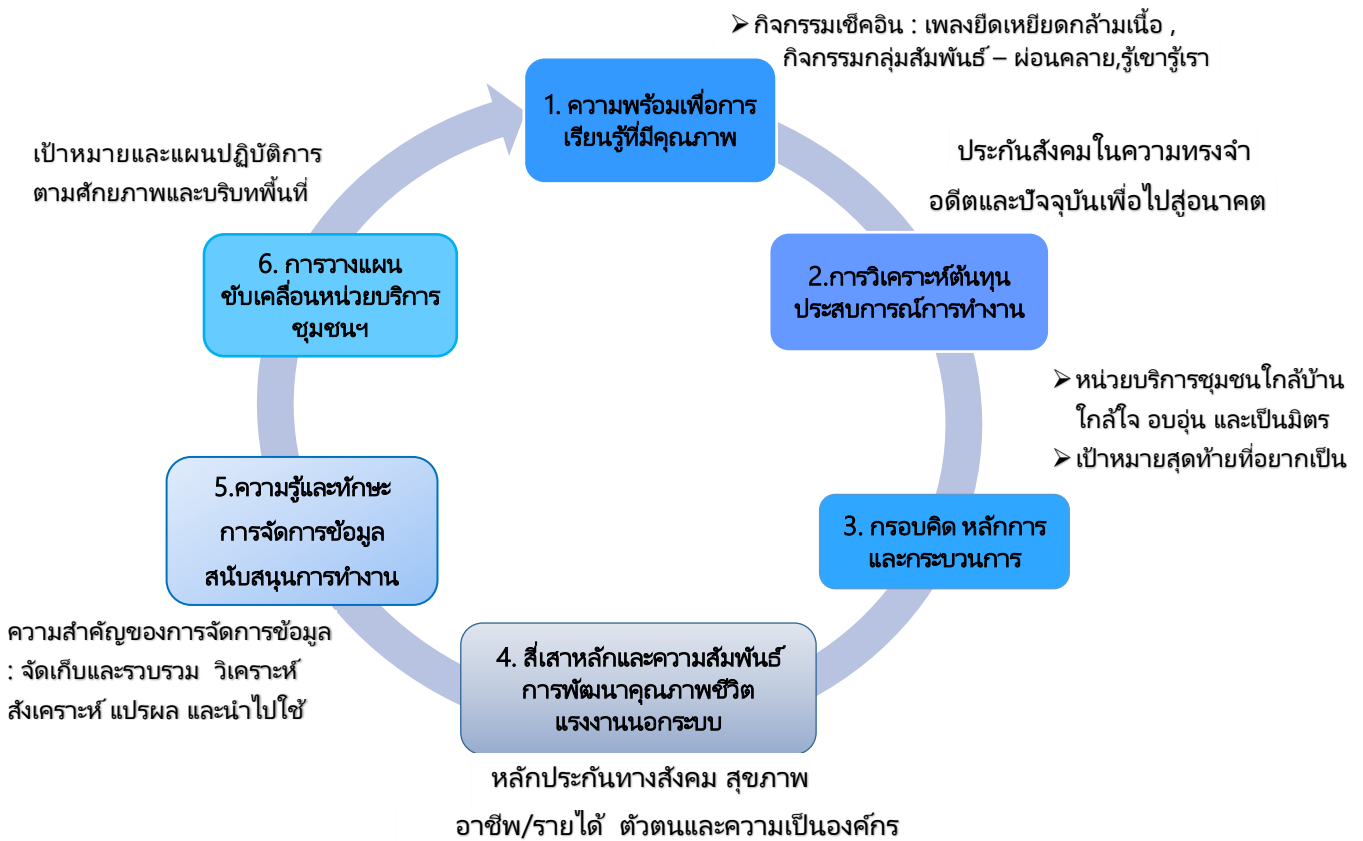 ➢ กิจกรรมเช็คอิน : เพลงยืดเหยียดกล้ามเนื้อ ,
กิจกรรมกลุ่มสัมพันธ์ – ผ่อนคลาย,รู้เขารู้เรา
1. ความพร้อมเพื่อการ
เรียนรู้ที่มีคุณภาพ
ประกันสังคมในความทรงจำ
อดีตและปัจจุบันเพื่อไปสู่อนาคต
2.การวิเคราะห์ต้นทุน
ประสบการณ์การทำงาน
➢ หน่วยบริการชุมชนใกล้บ้าน
ใกล้ใจ อบอุ่น และเป็นมิตร
➢ เป้าหมายสุดท้ายที่อยากเป็น
3. กรอบคิด หลักการ
และกระบวนการ
4. สี่เสาหลักและความสัมพันธ์
การพัฒนาคุณภาพชีวิต
แรงงานนอกระบบ
หลักประกันทางสังคม สุขภาพ
อาชีพ/รายได้ ตัวตนและความเป็นองค์กร
5.ความรู้และทักษะ
การจัดการข้อมูล
สนับสนุนการทำงาน
ความสำคัญของการจัดการข้อมูล
: จัดเก็บและรวบรวม วิเคราะห์
สังเคราะห์ แปรผล และนำไปใช้
6. การวางแผน
ขับเคลื่อนหน่วยบริการ
ชุมชนฯ
เป้าหมายและแผนปฏิบัติการ
ตามศักยภาพและบริบทพื้นที่